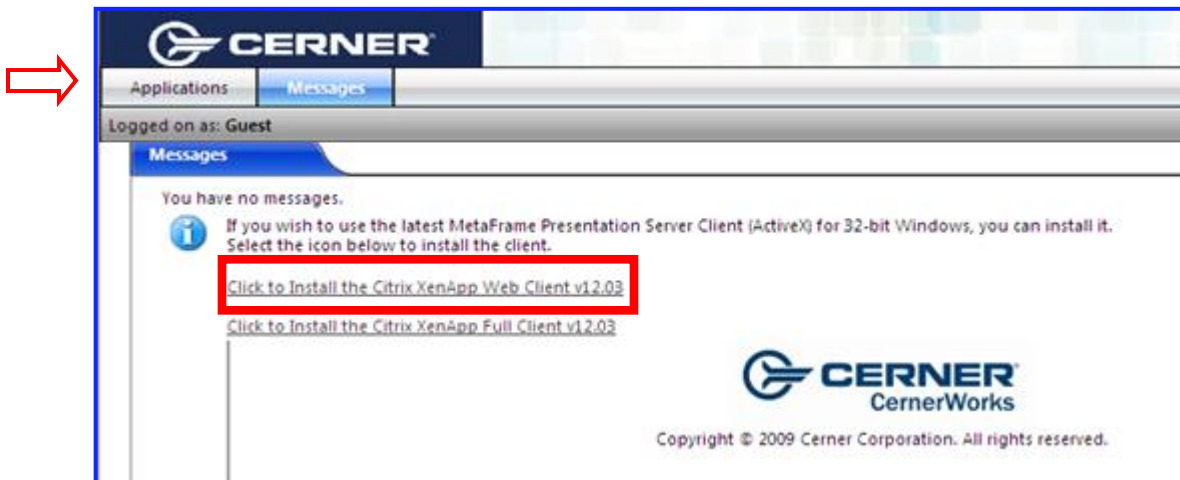 CERNER
Applications Messages
Logged on as: Guest
Messages
You have no messages.
If you wish to use the latest MetaFrame Presentation Server Client (ActiveX) for 32-bit Windows, you can install it.
Select the icon below to install the client.
Click to Install the Citrix XenApp Web Client v12.03
Click to Install the Citrix XenApp Full Client v12.03
CERNER
CernerWorks
Copyright © 2009 Cerner Corporation. All rights reserved.